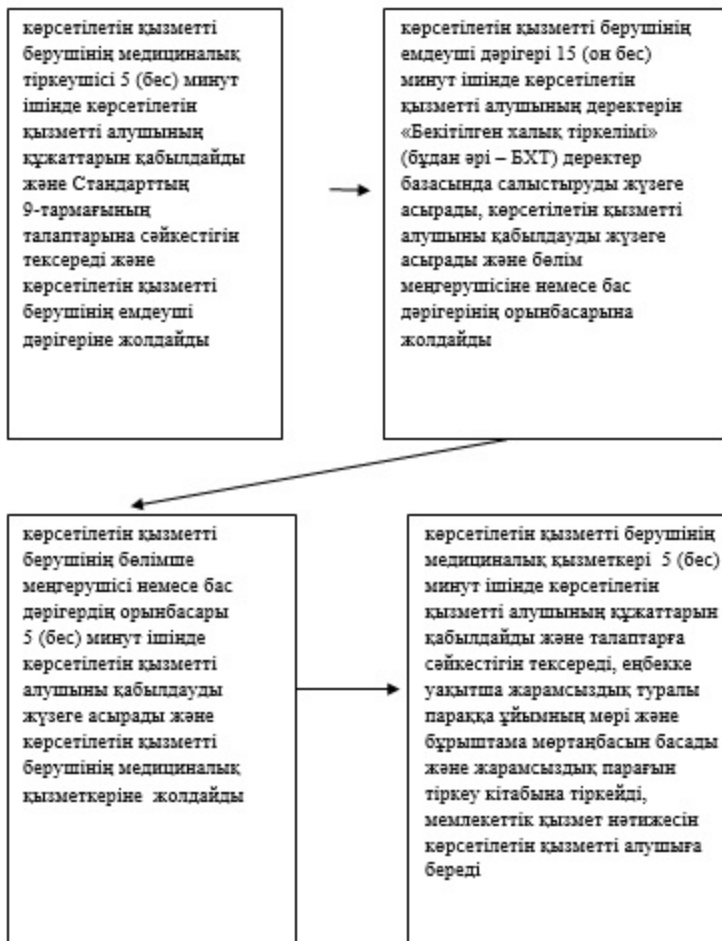 көрсетілетін қызметті
берушінің медициналық
тіркеушісі 5 (бес) минут
ішінде көрсетілетін
қызметті алушының
құжаттарын қабылдайды
және Стандарттың
9-тармағының
талаптарына сәйкестігін
тексереді және
көрсетілетін қызметті
берушінің емдеуші
дәрігеріне жолдайды
көрсетілетін қызметті берушінің
емдеуші дәрігері 15 (он бес)
минут ішінде көрсетілетін
қызметті алушының деректерін
«Бекітілген халық тіркелімі»
(бұдан әрі – БХТ) деректер
базасында салыстыруды жүзеге
асырады, көрсетілетін қызметті
алушыны қабылдауды жүзеге
асырады және бөлім
меңгерушісіне немесе бас
дәрігерінің орынбасарына
жолдайды
көрсетілетін қызметті
берушінің бөлімше
меңгерушісі немесе бас
дәрігердің орынбасары
5 (бес) минут ішінде
көрсетілетін қызметті
алушыны қабылдауды
жүзеге асырады және
көрсетілетін қызметті
берушінің медициналық
қызметкеріне жолдайды
көрсетілетін қызметті берушінің
медициналық қызметкері 5 (бес)
минут ішінде көрсетілетін
қызметті алушының құжаттарын
қабылдайды және талаптарға
сәйкестігін тексереді, еңбекке
уақытша жарамсыздық туралы
параққа ұйымның мөрі және
бұрыштама мөртаңбасын басады
және жарамсыздық парағын
тіркеу кітабына тіркейді,
мемлекеттік қызмет нәтижесін
көрсетілетін қызметті алушыға
береді